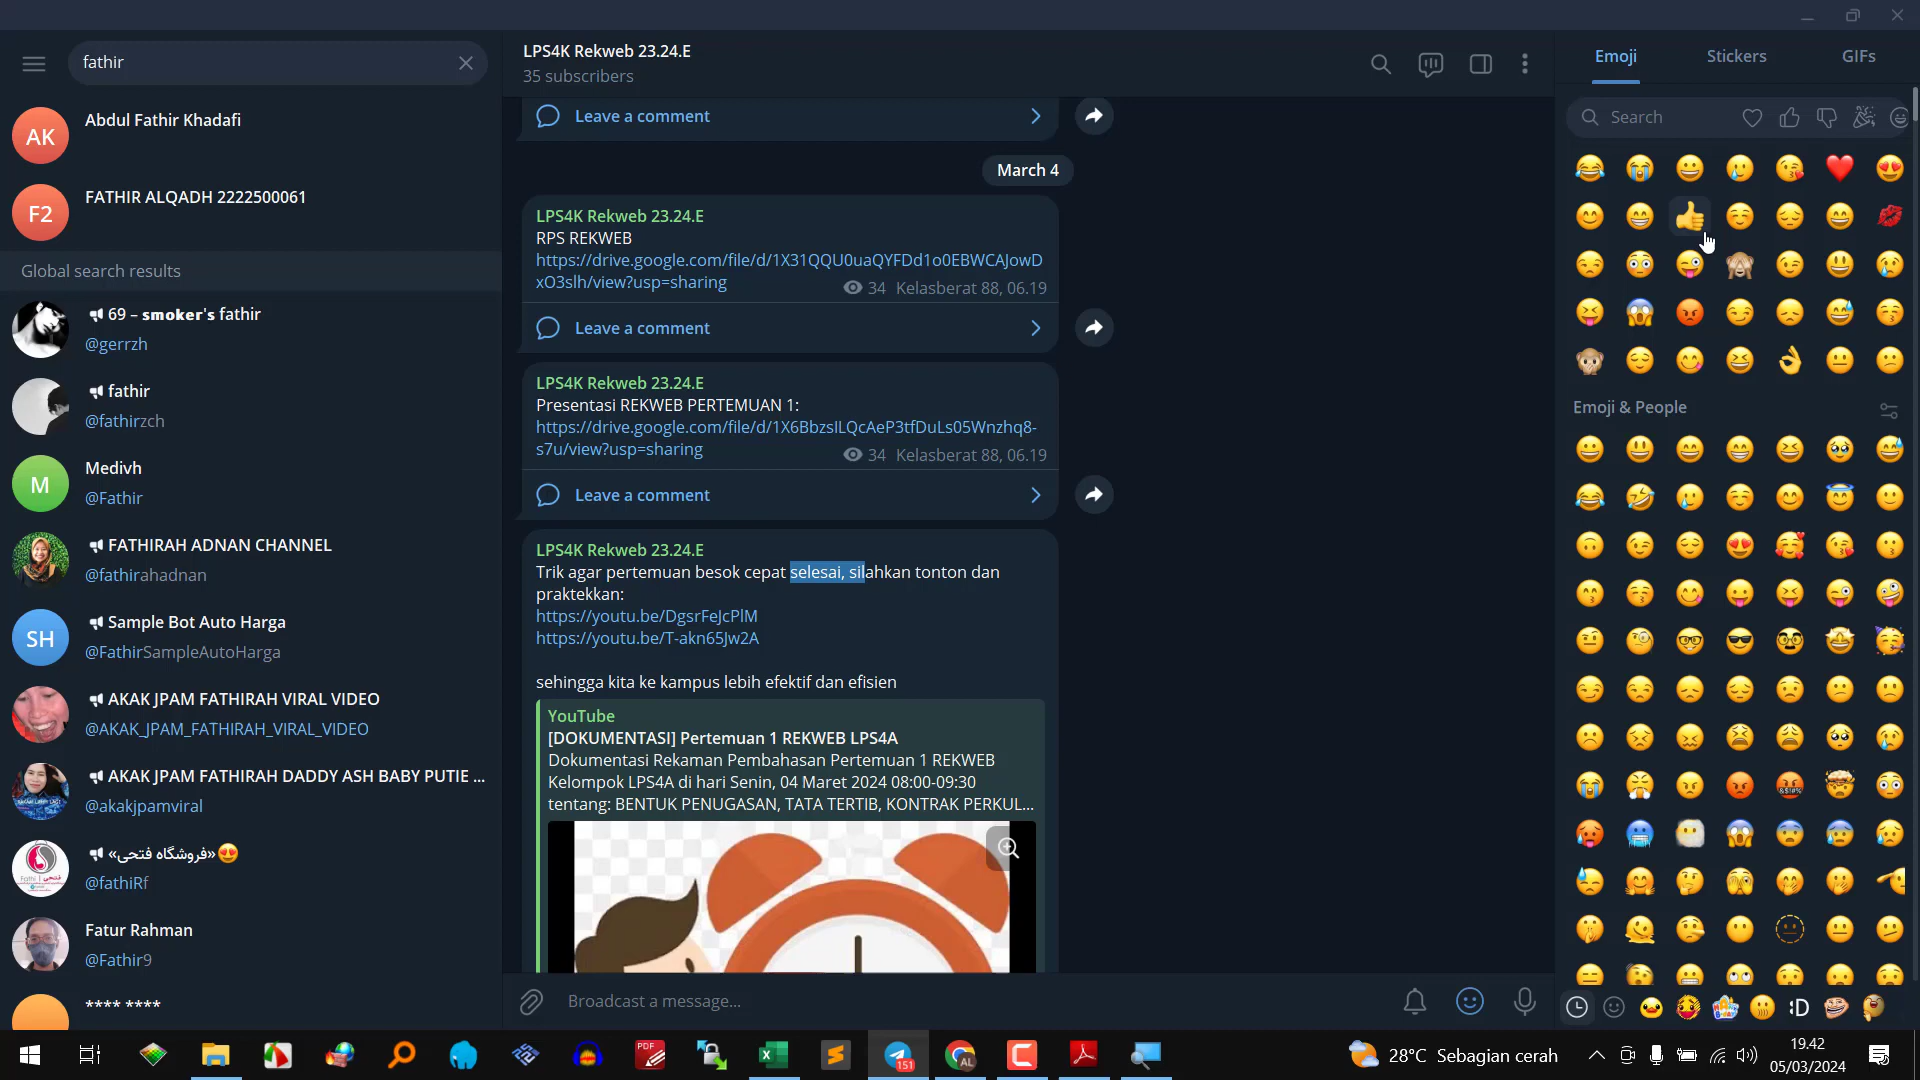 fathir
AK
Abdul Fathir Khadafi
F2
FATHIR ALQADH 2222500061
Global search results
69 – smoker's fathir
@gerrzh
fathir
@fathirzch
M
Medivh
@Fathir
FATHIRAH ADNAN CHANNEL
@fathirahadnan
SH
Sample Bot Auto Harga
@FathirSampleAutoHarga
AKAK JPAM FATHIRAH VIRAL VIDEO
@AKAK_JPAM_FATHIRAH_VIRAL_VIDEO
AKAK JPAM FATHIRAH DADDY ASH BABY PUTIE ...
@akakjpamviral
«فروشگاه فتحی»😍
@fathiRf
Fatur Rahman
@Fathir9
**** ****
LPS4K Rekweb 23.24.E
35 subscribers
Leave a comment
March 4
LPS4K Rekweb 23.24.E
RPS REKWEB
https://drive.google.com/file/d/1X31QQU0uaQYFDd1o0EBWCAJowD
xO3slh/view?usp=sharing
34 Kelasberat 88, 06.19
Leave a comment
LPS4K Rekweb 23.24.E
Presentasi REKWEB PERTEMUAN 1:
https://drive.google.com/file/d/1X6BbzsILQcAeP3tfDuLs05Wnzhq8-
s7u/view?usp=sharing
34 Kelasberat 88, 06.19
Leave a comment
LPS4K Rekweb 23.24.E
Trik agar pertemuan besok cepat selesai, silahkan tonton dan
praktekkan:
https://youtu.be/DgsrFeJcPlM
https://youtu.be/T-akn65Jw2A
sehingga kita ke kampus lebih efektif dan efisien
YouTube
[DOKUMENTASI] Pertemuan 1 REKWEB LPS4A
Dokumentasi Rekaman Pembahasan Pertemuan 1 REKWEB
Kelompok LPS4A di hari Senin, 04 Maret 2024 08:00-09:30
tentang: BENTUK PENUGASAN, TATA TERTIB, KONTRAK PERKUL...
Broadcast a message...
Emoji
Stickers
GIFs
Search
Emoji & People
:D
PDF
151
AL
28°C Sebagian cerah
19.42
05/03/2024